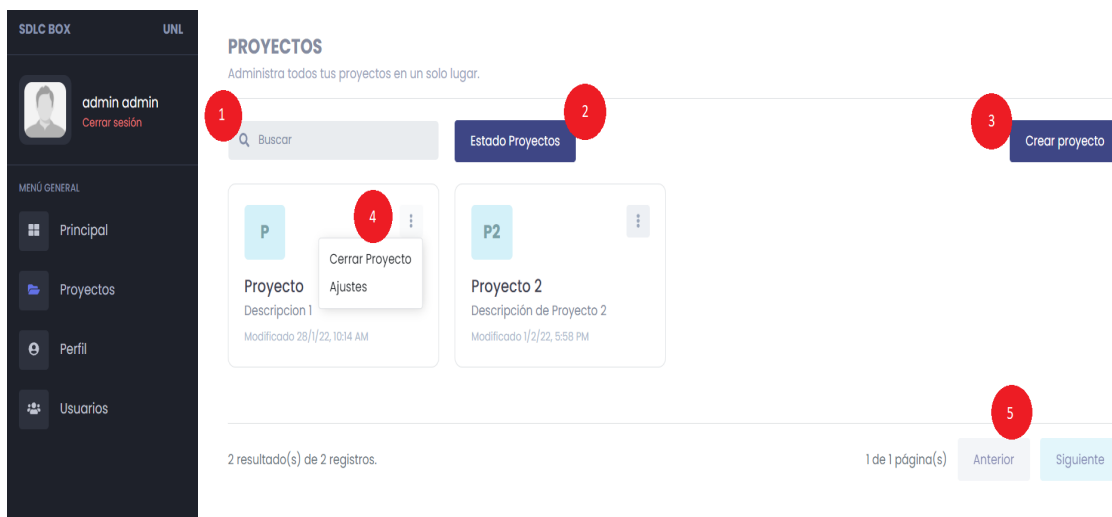 SDLC BOX UNL
admin admin
Cerrar sesión
MENÚ GENERAL
Principal
Proyectos
Perfil
Usuarios
PROYECTOS
Administra todos tus proyectos en un solo lugar.
1
2
3
Buscar
Estado Proyectos
Crear proyecto
4
P
Cerrar Proyecto
Ajustes
Proyecto
Descripcion 1
Modificado 28/1/22, 10:14 AM
P2
Proyecto 2
Descripción de Proyecto 2
Modificado 1/2/22, 5:58 PM
5
2 resultado(s) de 2 registros.
1 de 1 página(s)
Anterior
Siguiente